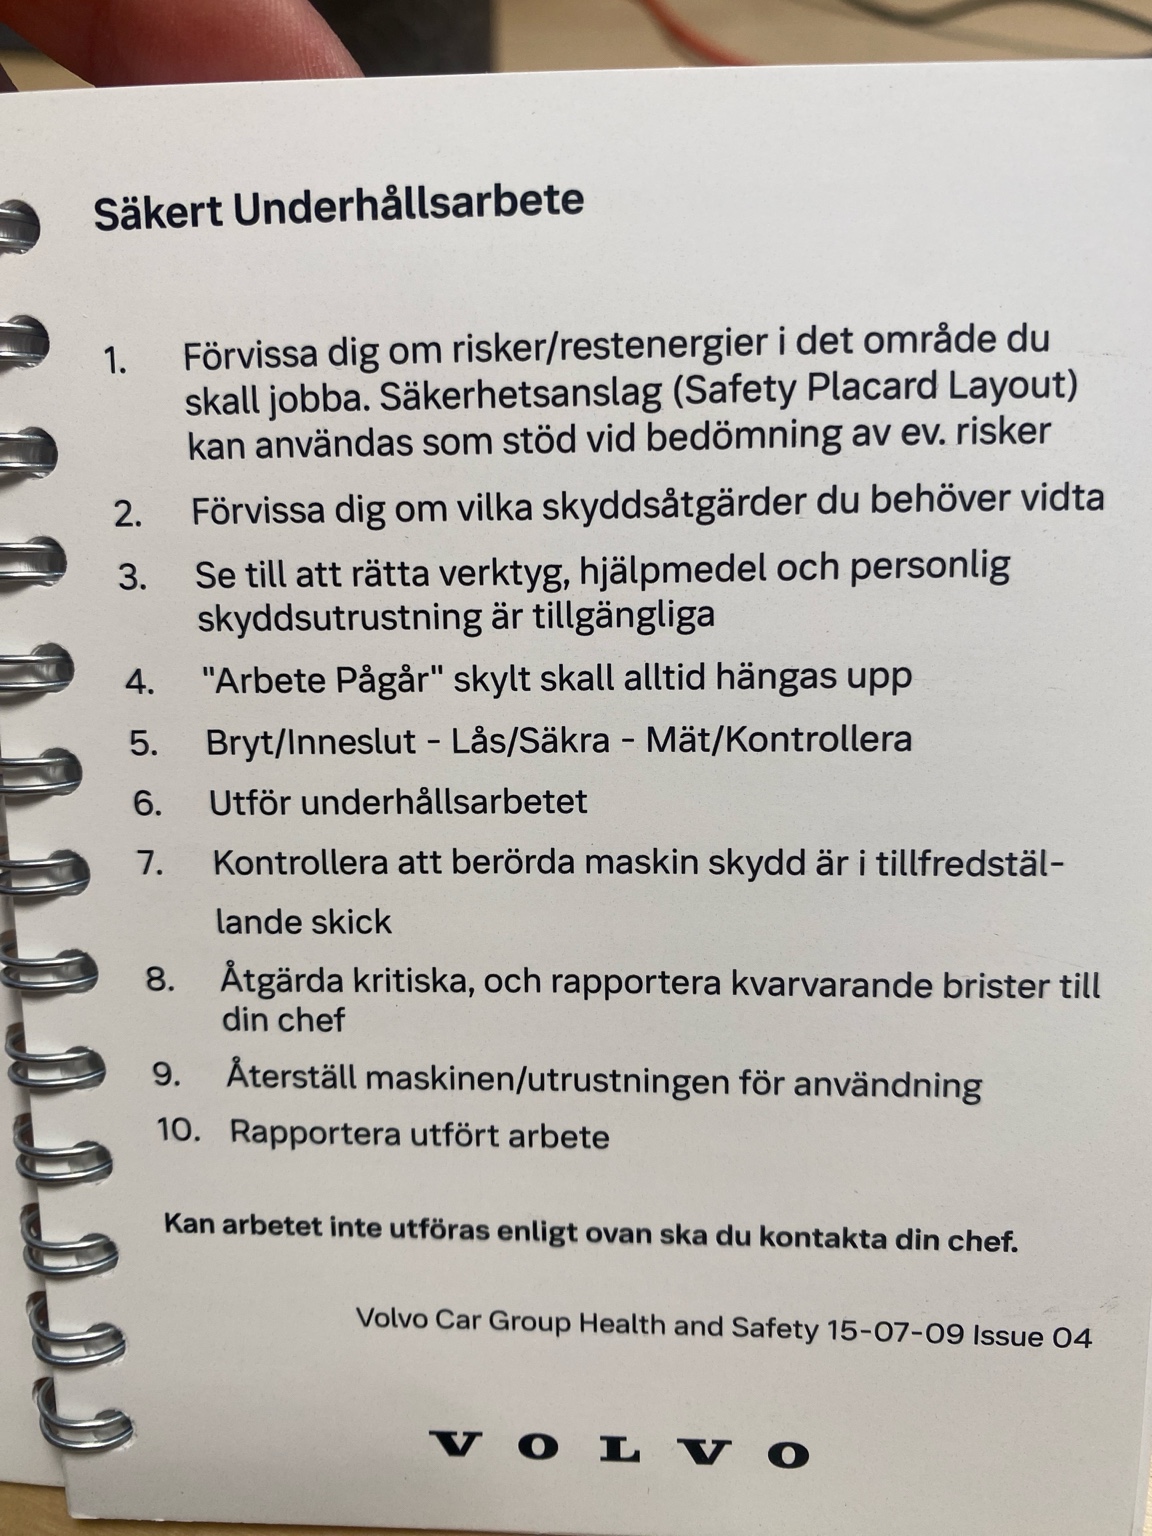 Säkert Underhållsarbete
1. Förvissa dig om risker/restenergier i det område du
skall jobba. Säkerhetsanslag (Safety Placard Layout)
kan användas som stöd vid bedömning av ev. risker
2. Förvissa dig om vilka skyddsåtgärder du behöver vidta
3. Se till att rätta verktyg, hjälpmedel och personlig
skyddsutrustning är tillgängliga
4. "Arbete Pågår" skylt skall alltid hängas upp
5. Bryt/Inneslut - Lås/Säkra - Mät/Kontrollera
6. Utför underhållsarbetet
7. Kontrollera att berörda maskin skydd är i tillfredstäl-
lande skick
8. Åtgärda kritiska, och rapportera kvarvarande brister till
din chef
9. Återställ maskinen/utrustningen för användning
10. Rapportera utfört arbete
Kan arbetet inte utföras enligt ovan ska du kontakta din chef.
Volvo Car Group Health and Safety 15-07-09 Issue 04
VOLVO